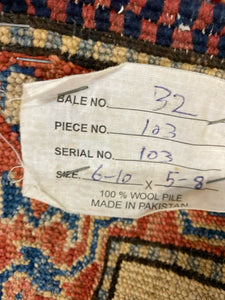 BALE NO. 32
PIECE NO. 103
SERIAL NO. 103
SIZE. 6-10 X 5-8
100 % WOOL PILE
MADE IN PAKISTAN